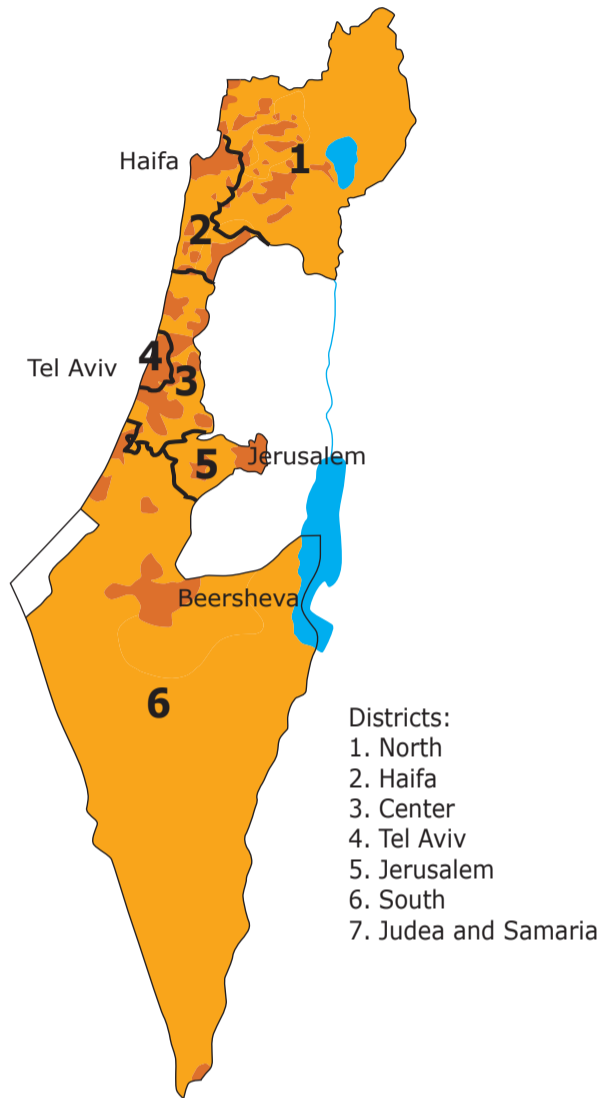 1
Haifa
2
4
Tel Aviv
3
Jerusalem
5
Beersheva
6
Districts:
1. North
2. Haifa
3. Center
4. Tel Aviv
5. Jerusalem
6. South
7. Judea and Samaria